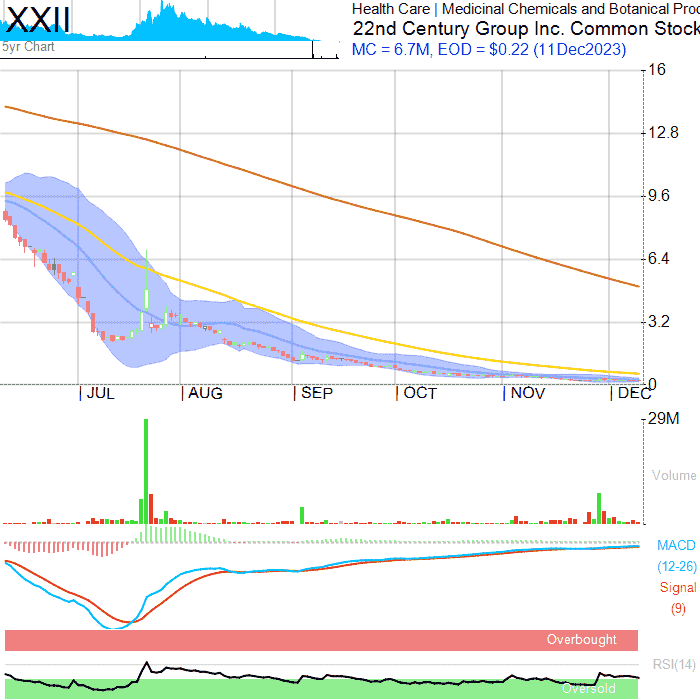 XXII
5yr Chart
Health Care | Medicinal Chemicals and Botanical Proc
22nd Century Group Inc. Common Stock
MC = 6.7M, EOD = $0.22 (11Dec2023)
16
12.8
9.6
6.4
3.2
0
JUL
AUG
SEP
OCT
NOV
DEC
29M
Volume
MACD
(12-26)
Signal
(9)
Overbought
RSI(14)
Oversold